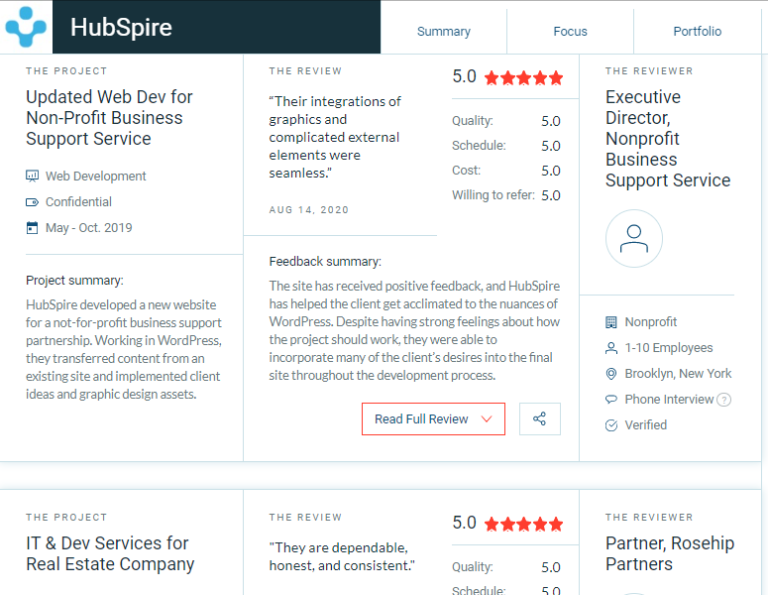 HubSpire
Summary
Focus
Portfolio
THE PROJECT
Updated Web Dev for
Non-Profit Business
Support Service
Web Development
Confidential
May - Oct. 2019
Project summary:
HubSpire developed a new website
for a not-for-profit business support
partnership. Working in WordPress,
they transferred content from an
existing site and implemented client
ideas and graphic design assets.
THE REVIEW
“Their integrations of
graphics and
complicated external
elements were
seamless.”
AUG 14, 2020
5.0
Quality: 5.0
Schedule: 5.0
Cost: 5.0
Willing to refer: 5.0
Feedback summary:
The site has received positive feedback, and HubSpire
has helped the client get acclimated to the nuances of
WordPress. Despite having strong feelings about how
the project should work, they were able to
incorporate many of the client’s desires into the final
site throughout the development process.
Read Full Review
THE REVIEWER
Executive
Director,
Nonprofit
Business
Support Service
Nonprofit
1-10 Employees
Brooklyn, New York
Phone Interview ?
Verified
THE PROJECT
IT & Dev Services for
Real Estate Company
THE REVIEW
"They are dependable,
honest, and consistent."
5.0
Quality: 5.0
Schedule: 5.0
THE REVIEWER
Partner, Rosehip
Partners